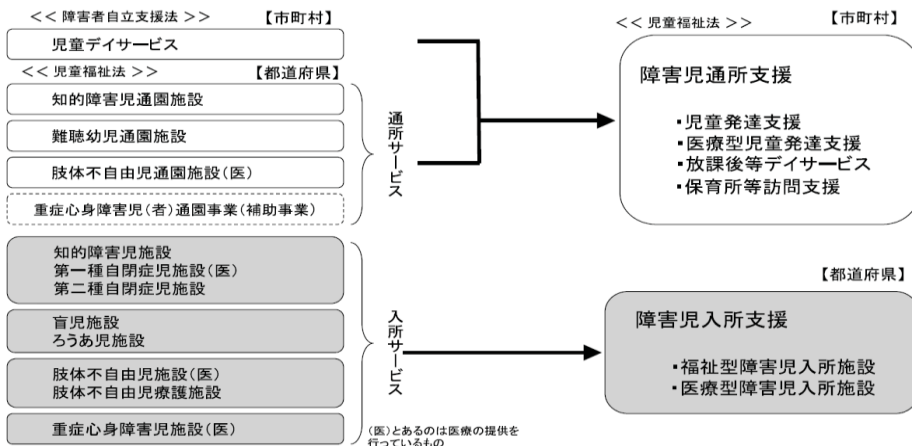 << 障害者自立支援法 >> 【市町村】
児童デイサービス
<< 児童福祉法 >> 【都道府県】
知的障害児通園施設
難聴幼児通園施設
肢体不自由児通園施設(医)
重症心身障害児(者)通園事業(補助事業)
通所サービス
知的障害児施設
第一種自閉症児施設(医)
第二種自閉症児施設
盲児施設
ろうあ児施設
肢体不自由児施設(医)
肢体不自由児療護施設
重症心身障害児施設(医)
入所サービス
(医)とあるのは医療の提供を
行っているもの
<< 児童福祉法 >> 【市町村】
障害児通所支援
・児童発達支援
・医療型児童発達支援
・放課後等デイサービス
・保育所等訪問支援
【都道府県】
障害児入所支援
・福祉型障害児入所施設
・医療型障害児入所施設